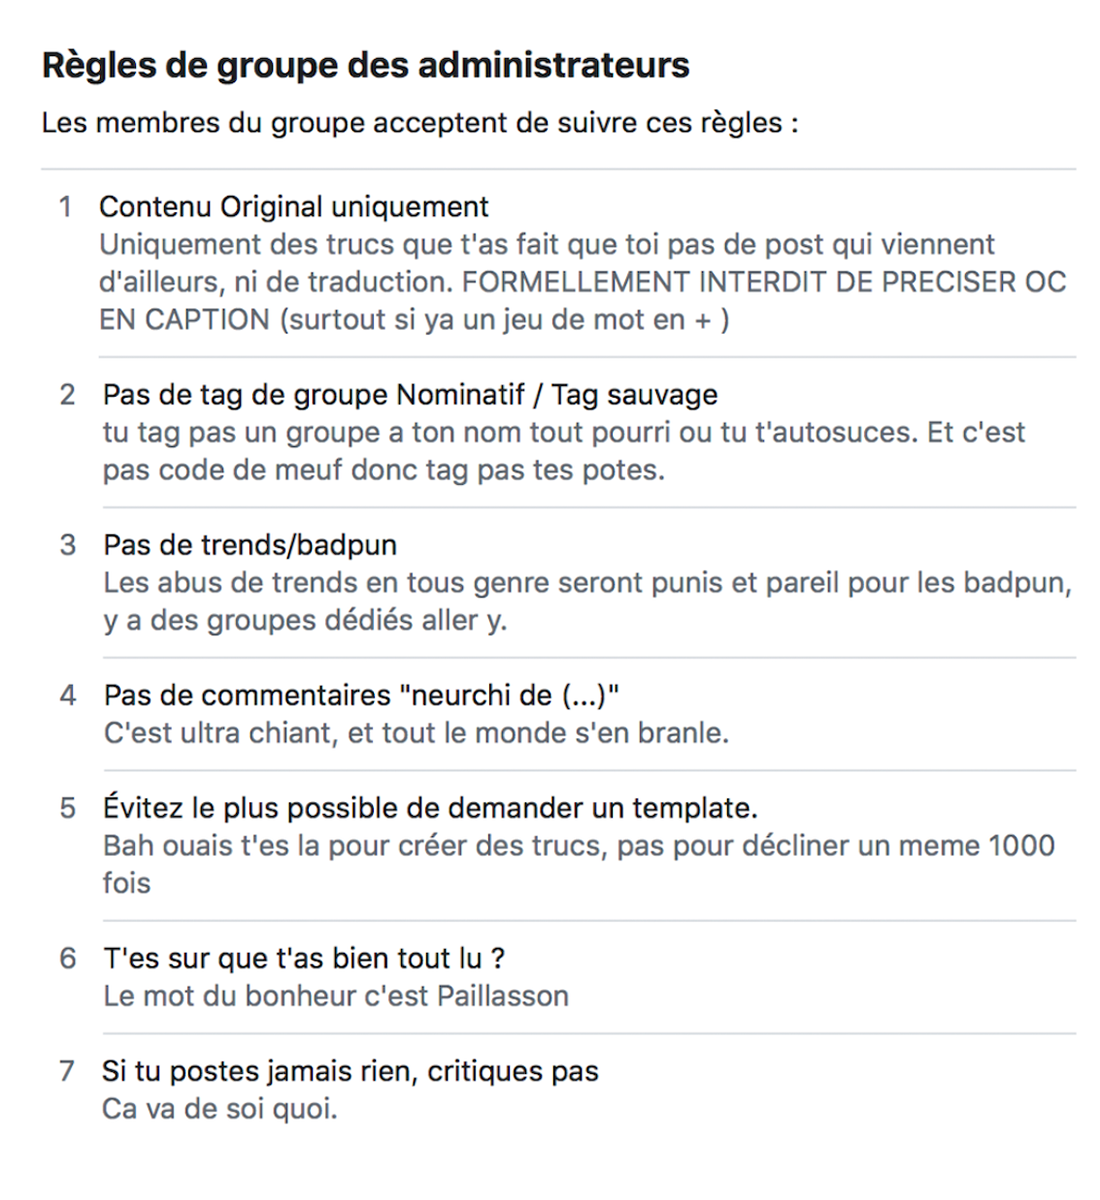 Règles de groupe des administrateurs
Les membres du groupe acceptent de suivre ces règles :
1 Contenu Original uniquement
Uniquement des trucs que t'as fait que toi pas de post qui viennent
d'ailleurs, ni de traduction. FORMELLEMENT INTERDIT DE PRECISER OC
EN CAPTION (surtout si ya un jeu de mot en + )
2 Pas de tag de groupe Nominatif / Tag sauvage
tu tag pas un groupe a ton nom tout pourri ou tu t'autosuces. Et c'est
pas code de meuf donc tag pas tes potes.
3 Pas de trends/badpun
Les abus de trends en tous genre seront punis et pareil pour les badpun,
y a des groupes dédiés aller y.
4 Pas de commentaires "neurchi de (...)"
C'est ultra chiant, et tout le monde s'en branle.
5 Évitez le plus possible de demander un template.
Bah ouais t'es la pour créer des trucs, pas pour décliner un meme 1000
fois
6 T'es sur que t'as bien tout lu ?
Le mot du bonheur c'est Paillasson
7 Si tu postes jamais rien, critiques pas
Ca va de soi quoi.